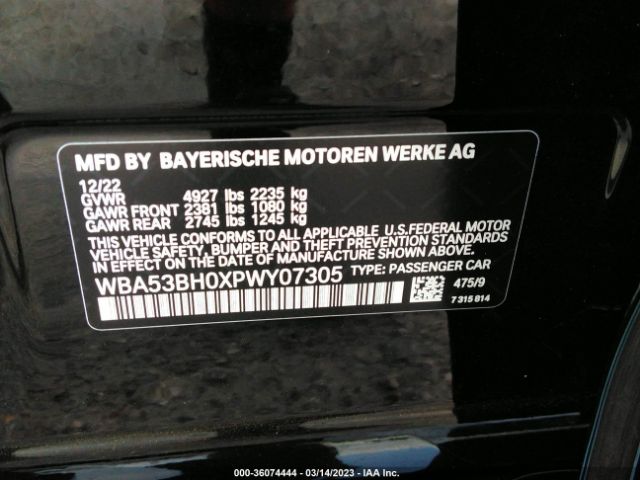 MFD BY BAYERISCHE MOTOREN WERKE AG
12/22
GVWR 4927 lbs 2235 kg
GAWR FRONT 2381 lbs 1080 kg
GAWR REAR 2745 lbs 1245 kg
THIS VEHICLE CONFORMS TO ALL APPLICABLE U.S.FEDERAL MOTOR
VEHICLE SAFETY, BUMPER, AND THEFT PREVENTION STANDARDS
IN EFFECT ON THE DATE OF MANUFACTURE SHOWN ABOVE.
WBA53BH0XPWY07305 TYPE: PASSENGER CAR
475/9
7 315 814
000-36074444 - 03/14/2023 - IAA Inc.